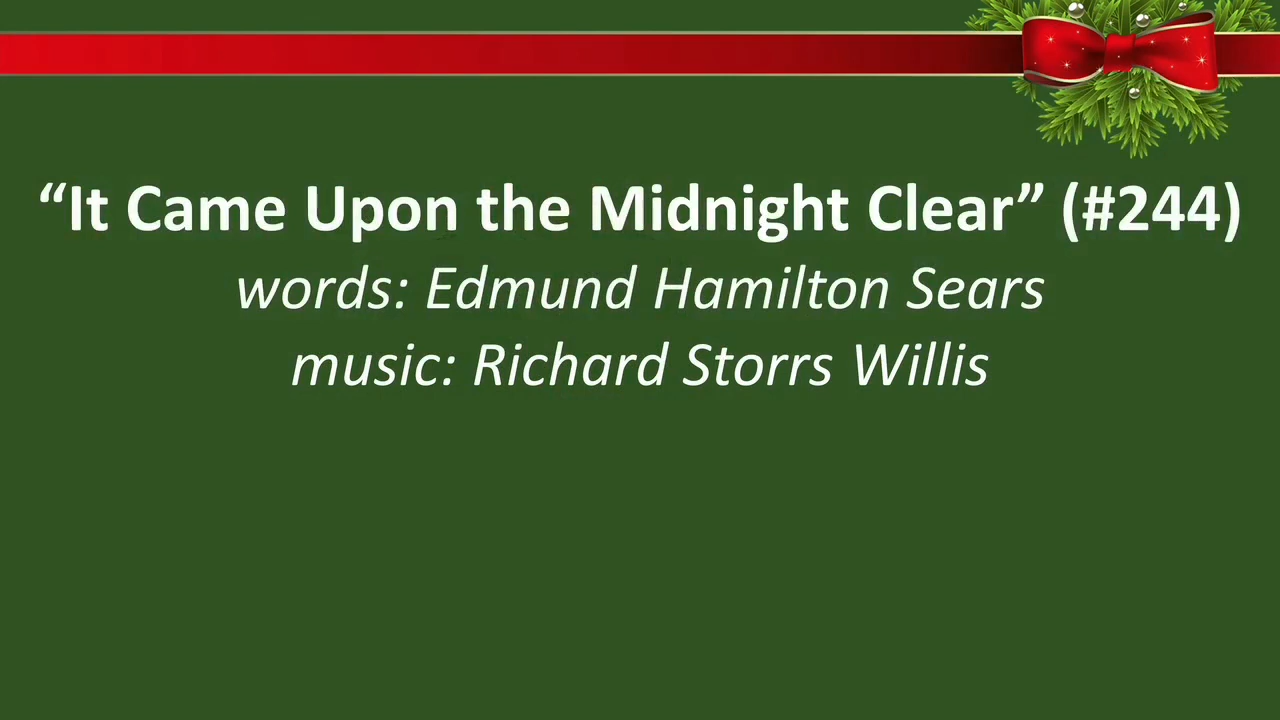 “It Came Upon the Midnight Clear” (#244)
words: Edmund Hamilton Sears
music: Richard Storrs Willis